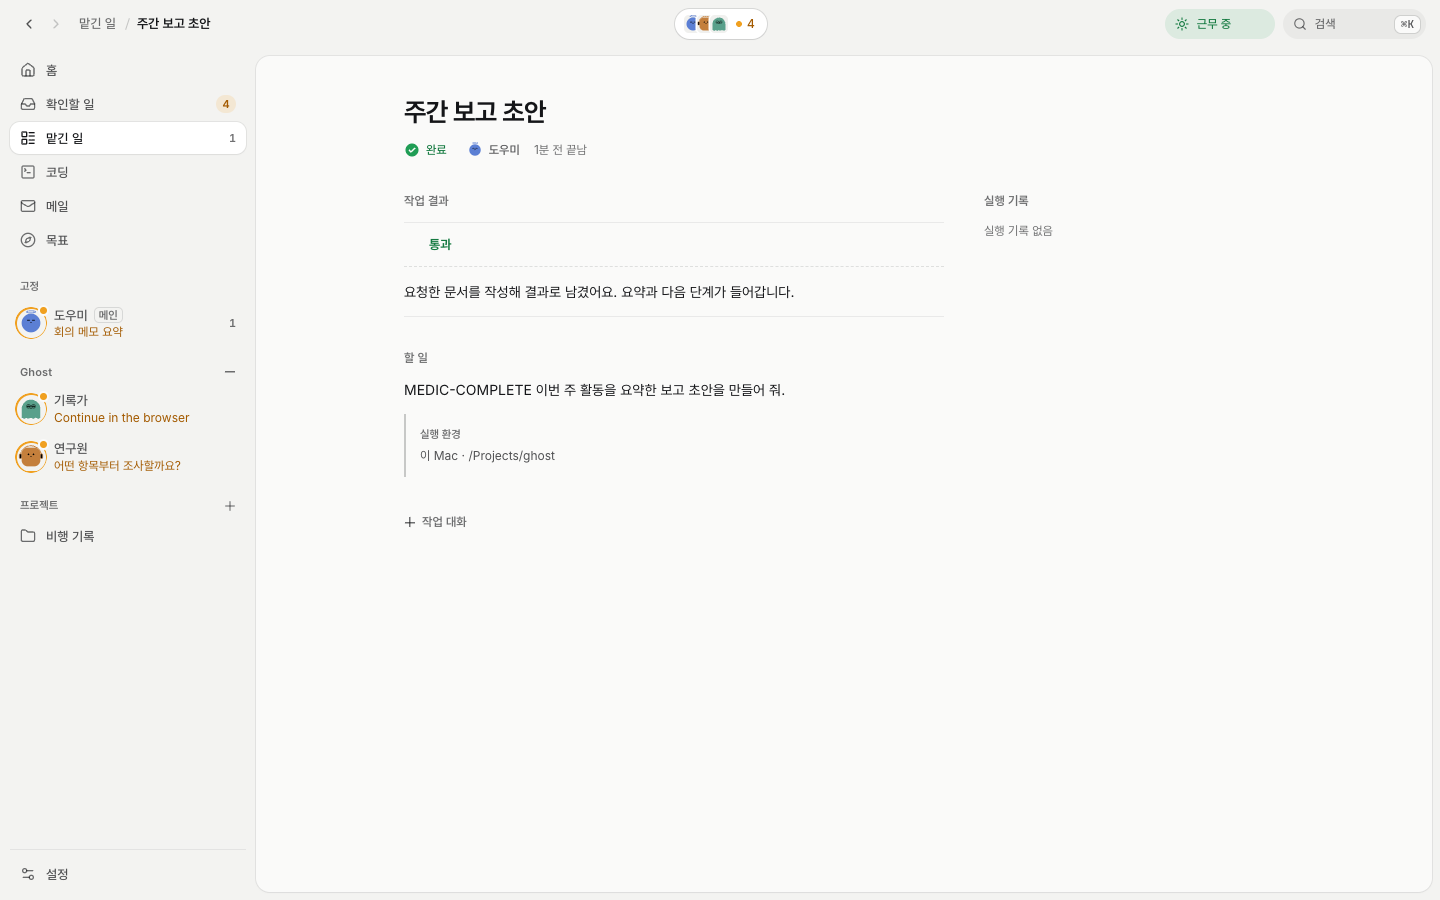 맡긴 일 / 주간 보고 초안
4
근무 중
검색
⌘K
홈
확인할 일
4
맡긴 일
1
코딩
메일
목표
고정
도우미 메인
회의 메모 요약
1
Ghost
기록가
Continue in the browser
연구원
어떤 항목부터 조사할까요?
프로젝트
비행 기록
설정
주간 보고 초안
완료
도우미
1분 전 끝남
작업 결과
통과
요청한 문서를 작성해 결과로 남겼어요. 요약과 다음 단계가 들어갑니다.
할 일
MEDIC-COMPLETE 이번 주 활동을 요약한 보고 초안을 만들어 줘.
실행 환경
이 Mac · /Projects/ghost
작업 대화
실행 기록
실행 기록 없음